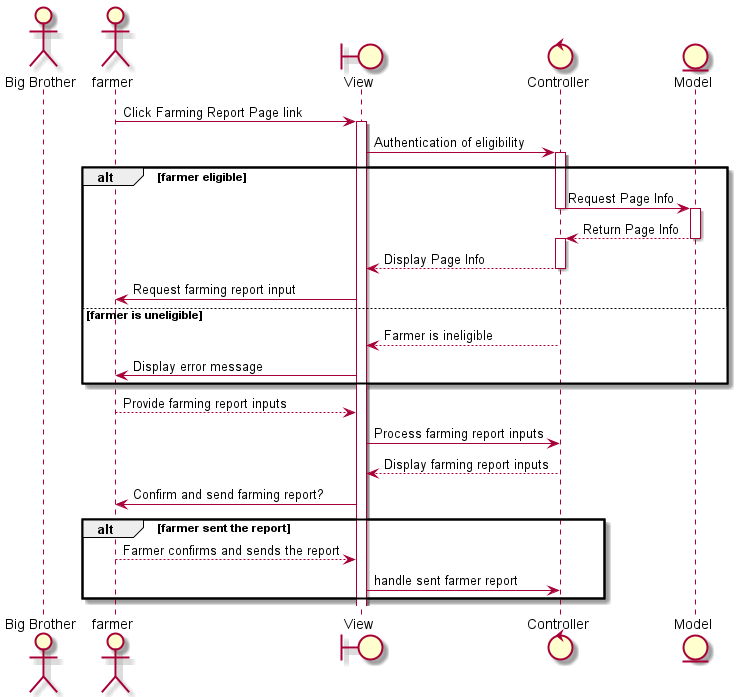 Big Brother
farmer
View
Controller
Model
Click Farming Report Page link
Authentication of eligibility
alt
[farmer eligible]
Request Page Info
Return Page Info
Display Page Info
Request farming report input
[farmer is uneligible]
Farmer is ineligible
Display error message
Provide farming report inputs
Process farming report inputs
Display farming report inputs
Confirm and send farming report?
alt
[farmer sent the report]
Farmer confirms and sends the report
handle sent farmer report
Big Brother
farmer
View
Controller
Model